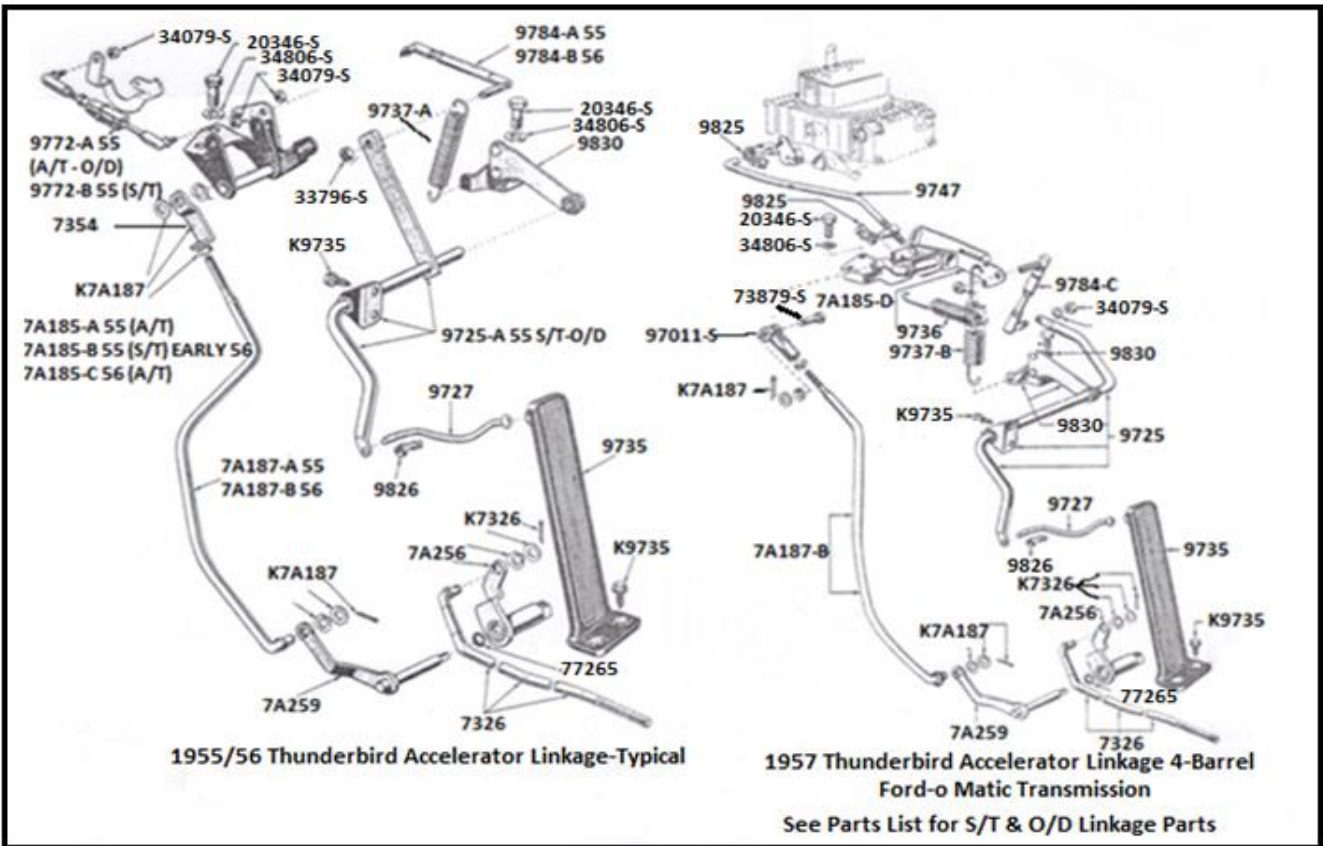 34079-S
20346-S
34806-S
34079-S
9772-A 55
(A/T - O/D)
9772-B 55 (S/T)
7354
K7A187
7A185-A 55 (A/T)
7A185-B 55 (S/T) EARLY 56
7A185-C 56 (A/T)
9784-A 55
9784-B 56
9737-A
20346-S
34806-S
9830
33796-S
K9735
9725-A 55 S/T-O/D
9727
9826
9735
7A187-A 55
7A187-B 56
K7326
7A256
K9735
K7A187
77265
7A259
7326
1955/56 Thunderbird Accelerator Linkage-Typical
9825
9747
9825
20346-S
34806-S
73879-S
7A185-D
9784-C
34079-S
97011-S
9736
9737-B
9830
K7A187
K9735
9830
9725
9727
9735
7A187-B
9826
K7326
7A256
K9735
K7A187
77265
7A259
7326
1957 Thunderbird Accelerator Linkage 4-Barrel
Ford-o Matic Transmission
See Parts List for S/T & O/D Linkage Parts